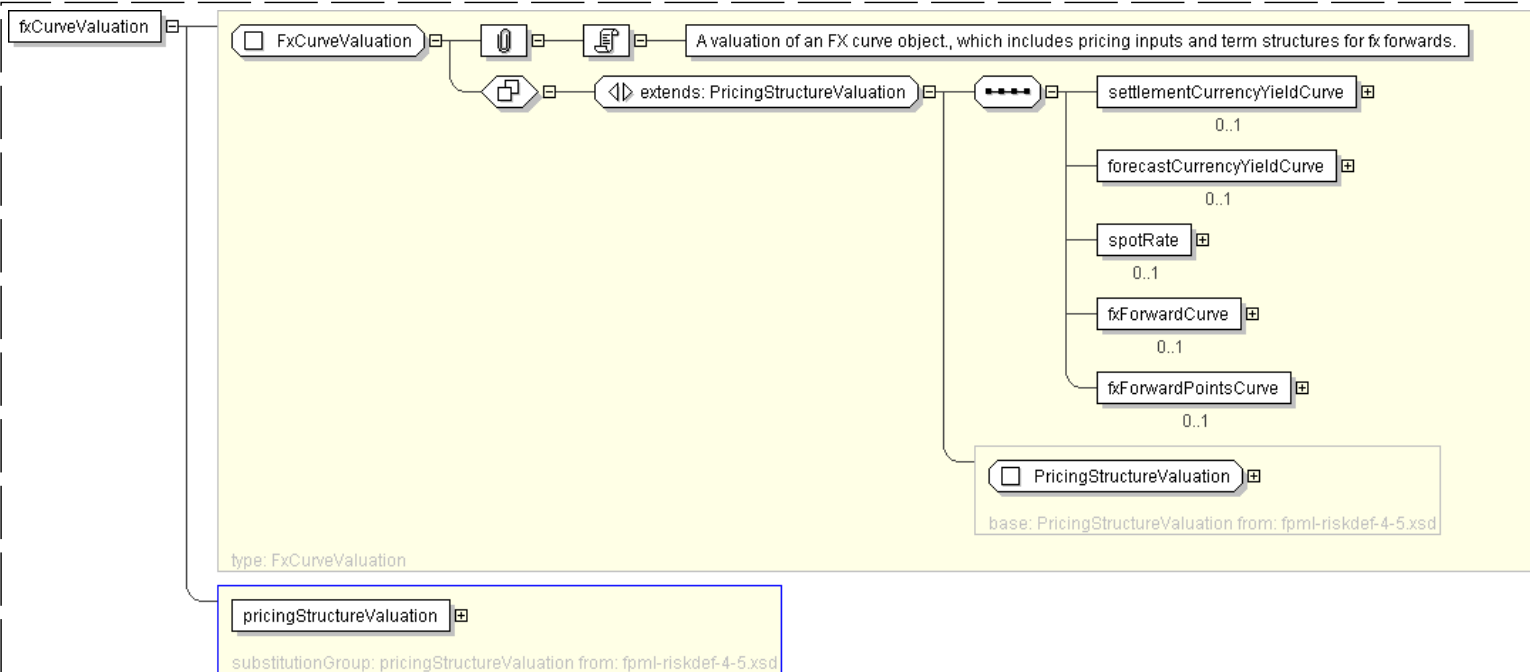 fxCurveValuation
FxCurveValuation
A valuation of an FX curve object., which includes pricing inputs and term structures for fx forwards.
extends: PricingStructureValuation
settlementCurrencyYieldCurve
0..1
forecastCurrencyYieldCurve
0..1
spotRate
0..1
fxForwardCurve
0..1
fxForwardPointsCurve
0..1
PricingStructureValuation
base: PricingStructureValuation from: fpml-riskdef-4-5.xsd
type: FxCurveValuation
pricingStructureValuation
substitutionGroup: pricingStructureValuation from: fpml-riskdef-4-5.xsd